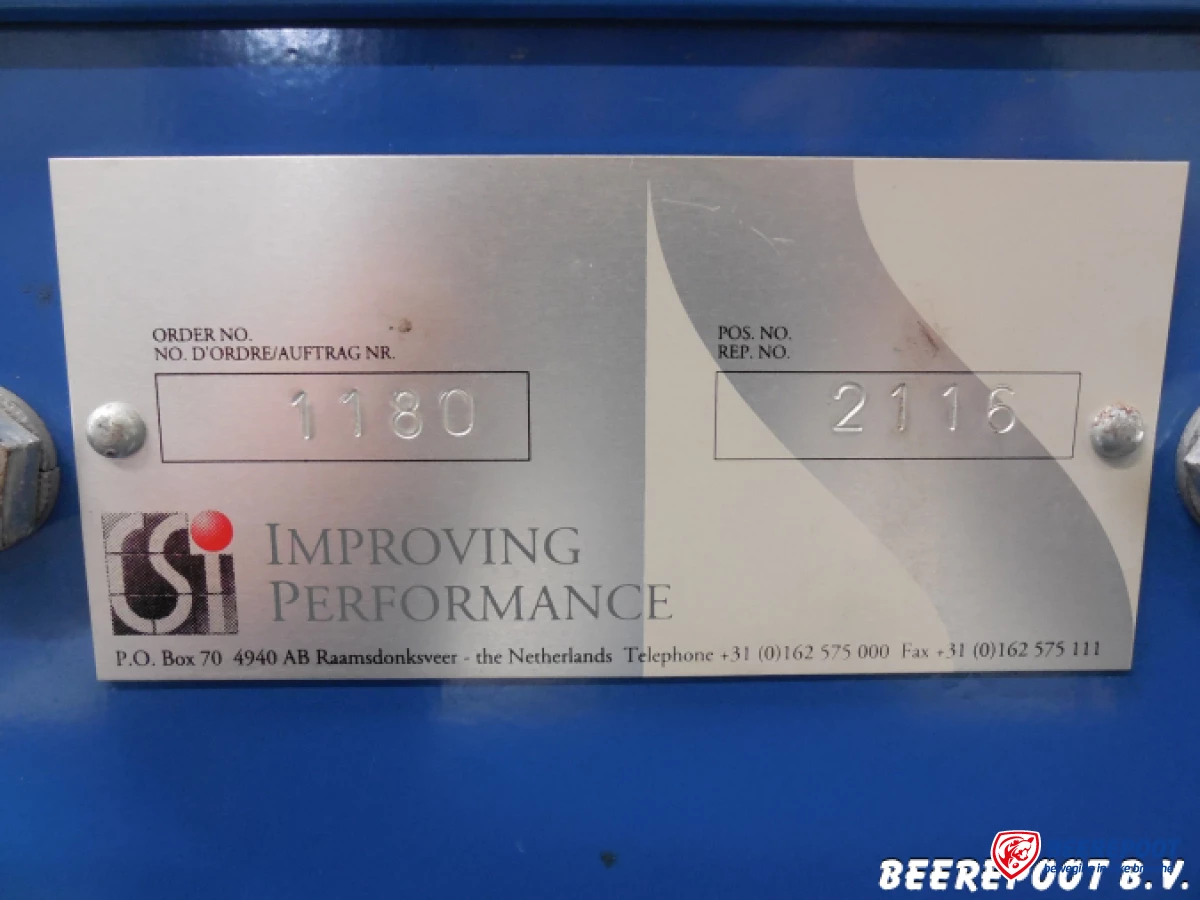 ORDER NO.
NO. D'ORDRE/AUFTRAG NR.
1180
POS. NO.
REP. NO.
2116
CSi
IMPROVING
PERFORMANCE
P.O. Box 70 4940 AB Raamsdonksveer - the Netherlands Telephone +31 (0)162 575 000 Fax +31 (0)162 575 111
BEEREPOOT B.V.